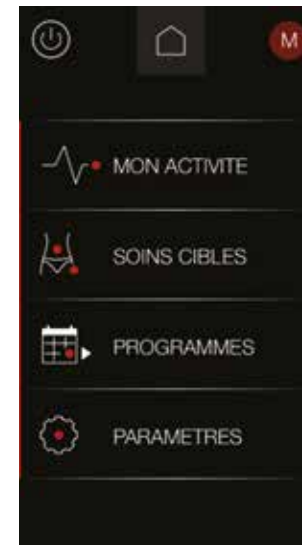 M
MON ACTIVITE
SOINS CIBLES
PROGRAMMES
PARAMETRES